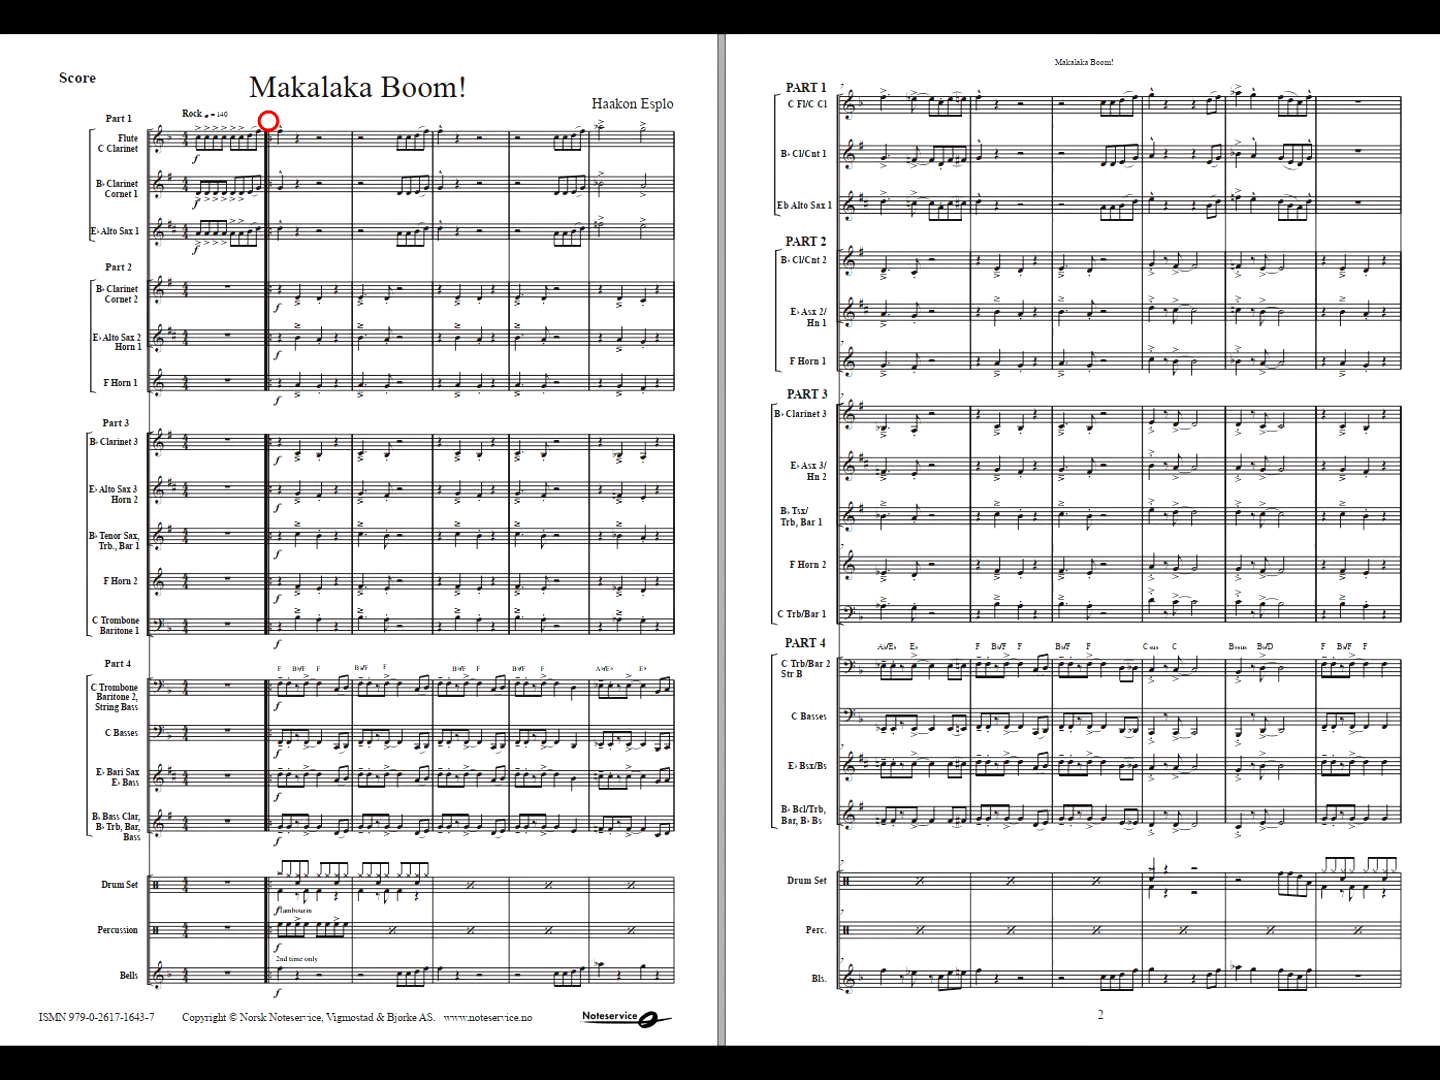 Score
Makalaka Boom!
Haakon Esplo
Rock ♩ = 140
Part 1
Flute
C Clarinet
f
B♭ Clarinet
Cornet 1
f
E♭ Alto Sax 1
f
Part 2
B♭ Clarinet
Cornet 2
f
E♭ Alto Sax 2
Horn 1
f
F Horn 1
f
Part 3
B♭ Clarinet 3
f
E♭ Alto Sax 3
Horn 2
f
B♭ Tenor Sax,
Trb., Bar 1
f
F Horn 2
f
C Trombone
Baritone 1
f
Part 4
F B♭/F F B♭/F F B♭/F F B♭/F F A♭/E♭ E♭
C Trombone
Baritone 2,
String Bass
f
C Basses
f
E♭ Bari Sax
E♭ Bass
f
B♭ Bass Clar,
B♭ Trb, Bar,
Bass
f
Drum Set
f
Tambourin
Percussion
f
2nd time only
Bells
f
ISMN 979-0-2617-1643-7 Copyright © Norsk Noteservice, Vigmostad & Bjørke AS. www.noteservice.no
Noteservice
Makalaka Boom!
PART 1
C Fl/C Cl
B♭ Cl/Cnt 1
Eb Alto Sax 1
PART 2
B♭ Cl/Cnt 2
E♭ Asx 2/
Hn 1
F Horn 1
PART 3
B♭ Clarinet 3
E♭ Asx 3/
Hn 2
B♭ Tsx/
Trb, Bar 1
F Horn 2
C Trb/Bar 1
PART 4
A♭/E♭ E♭ F B♭/F F B♭/F F Csus C B♭sus B♭/D F B♭/F F
C Trb/Bar 2
Str B
C Basses
E♭ Bsx/Bs
B♭ Bcl/Trb,
Bar, B♭ Bs
Drum Set
Perc.
Bls.
2